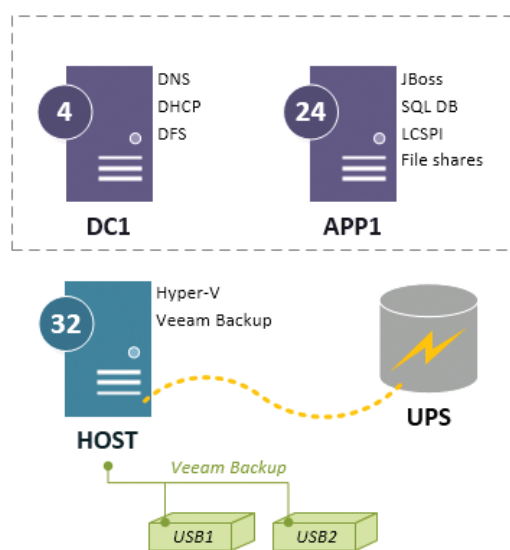 4
DNS
DHCP
DFS
DC1
24
JBoss
SQL DB
LCSPI
File shares
APP1
32
Hyper-V
Veeam Backup
HOST
UPS
Veeam Backup
USB1
USB2